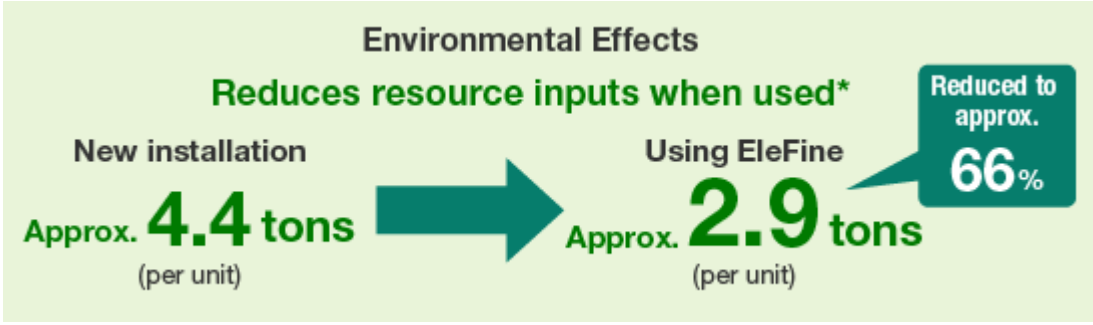 Environmental Effects
Reduces resource inputs when used*
Reduced to
approx.
66%
New installation
Using EleFine
Approx. 4.4 tons
Approx. 2.9 tons
(per unit)
(per unit)